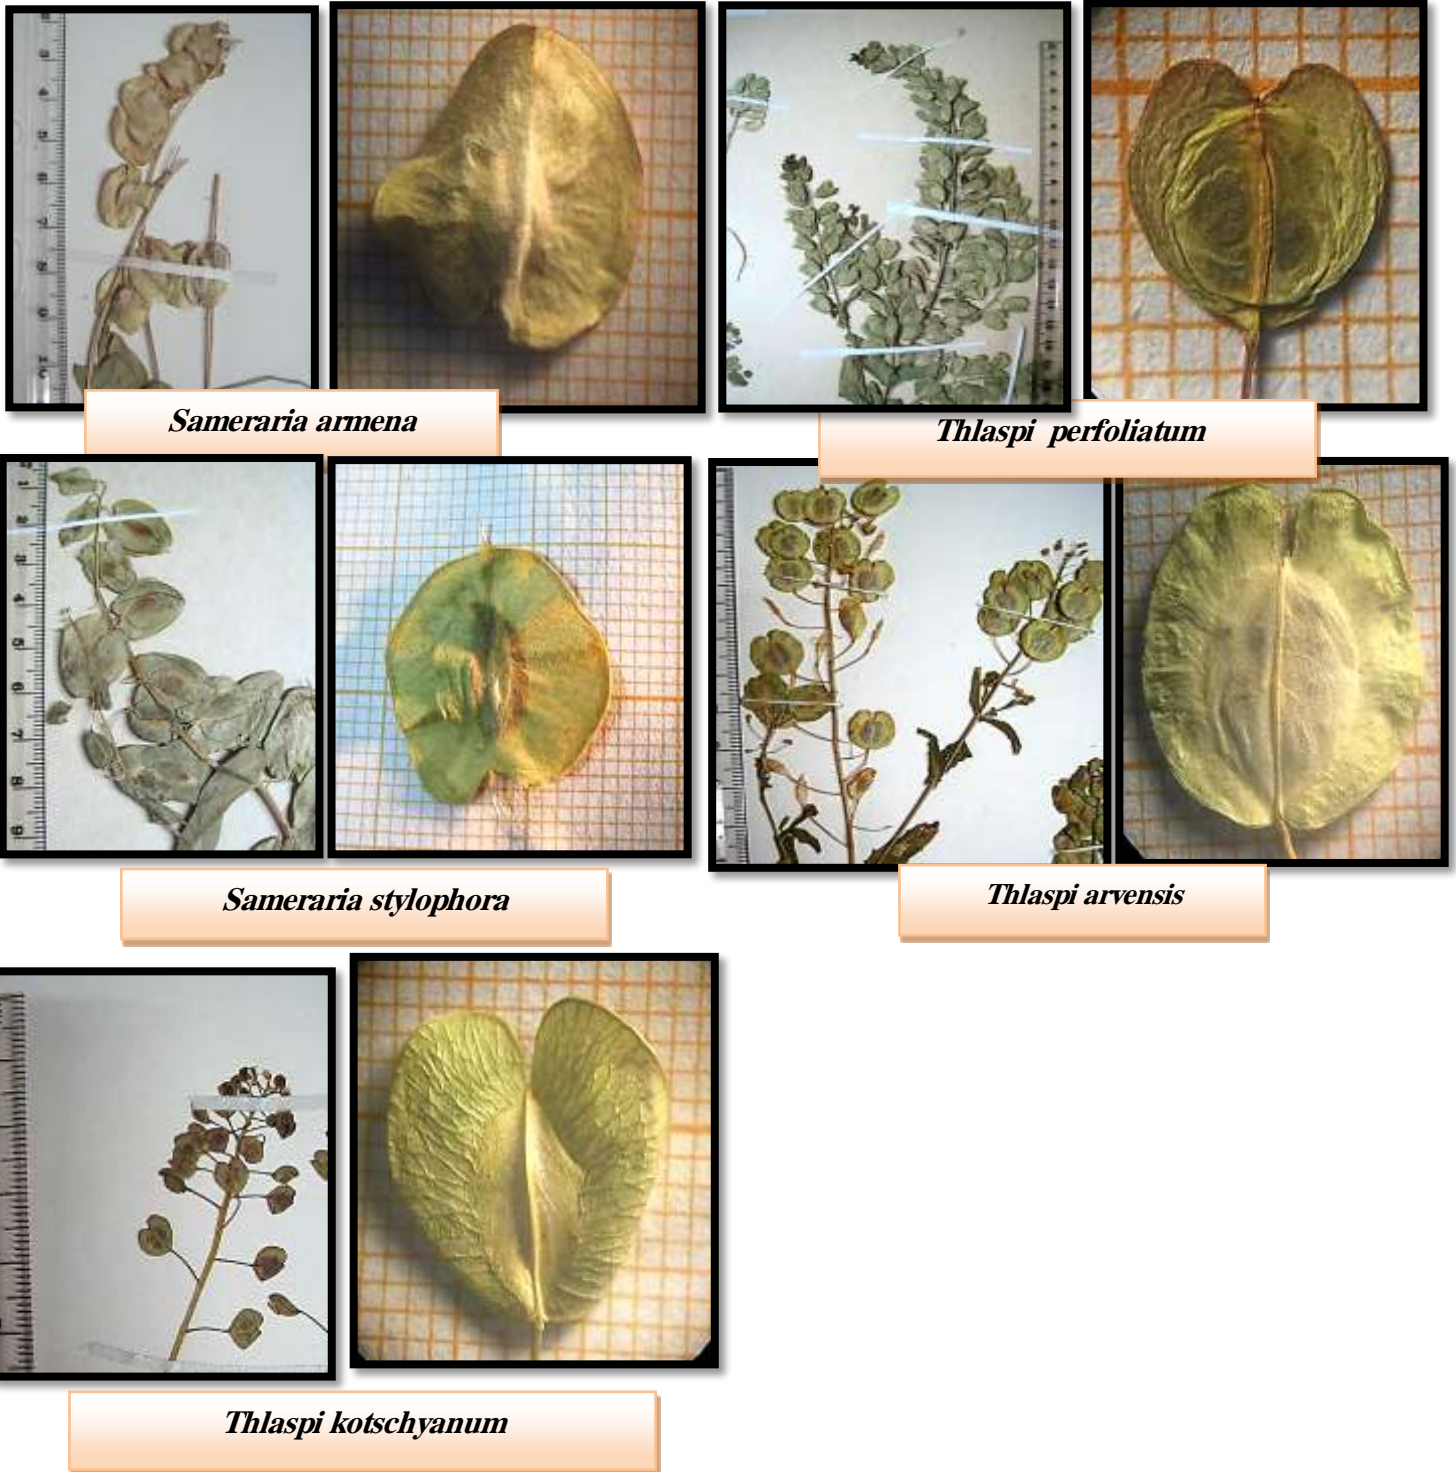 Sameraria armena
Thlaspi perfoliatum
Sameraria stylophora
Thlaspi arvensis
Thlaspi kotschyanum